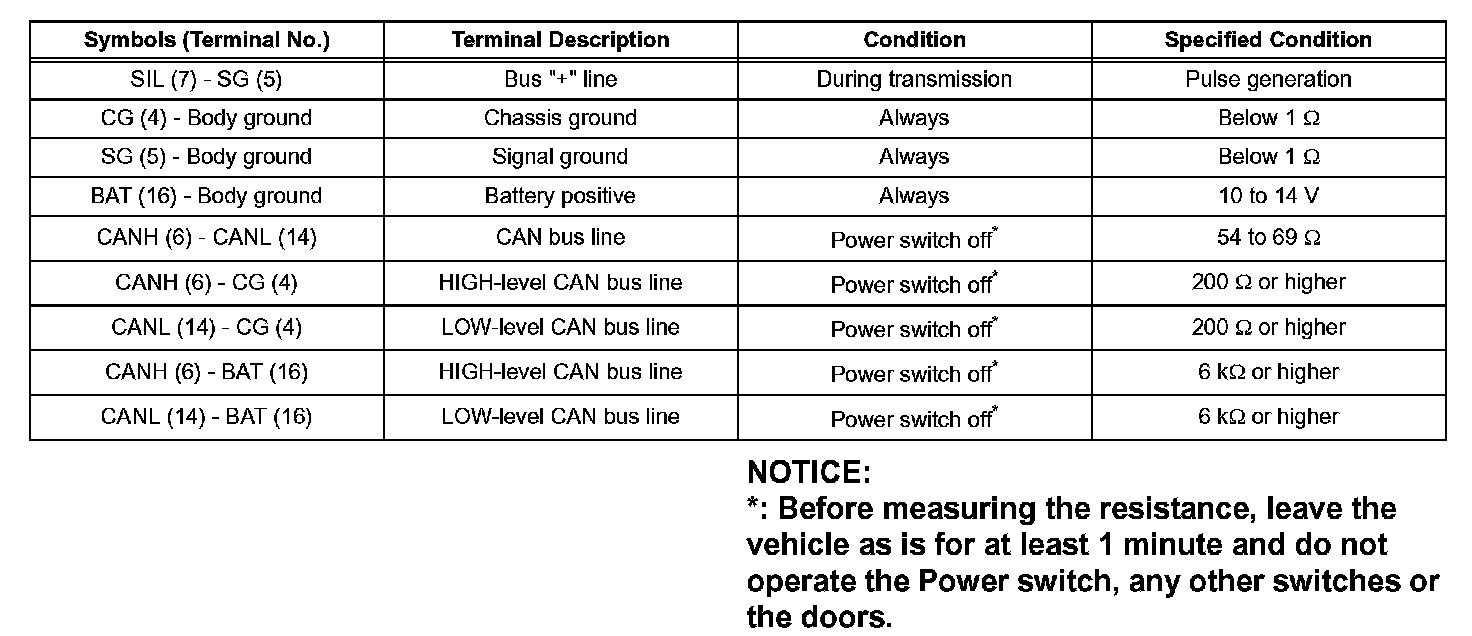 Symbols (Terminal No.) Terminal Description Condition Specified Condition
SIL (7) - SG (5) Bus "+" line During transmission Pulse generation
CG (4) - Body ground Chassis ground Always Below 1 Ω
SG (5) - Body ground Signal ground Always Below 1 Ω
BAT (16) - Body ground Battery positive Always 10 to 14 V
CANH (6) - CANL (14) CAN bus line Power switch off* 54 to 69 Ω
CANH (6) - CG (4) HIGH-level CAN bus line Power switch off* 200 Ω or higher
CANL (14) - CG (4) LOW-level CAN bus line Power switch off* 200 Ω or higher
CANH (6) - BAT (16) HIGH-level CAN bus line Power switch off* 6 kΩ or higher
CANL (14) - BAT (16) LOW-level CAN bus line Power switch off* 6 kΩ or higher
NOTICE:
*: Before measuring the resistance, leave the
vehicle as is for at least 1 minute and do not
operate the Power switch, any other switches or
the doors.